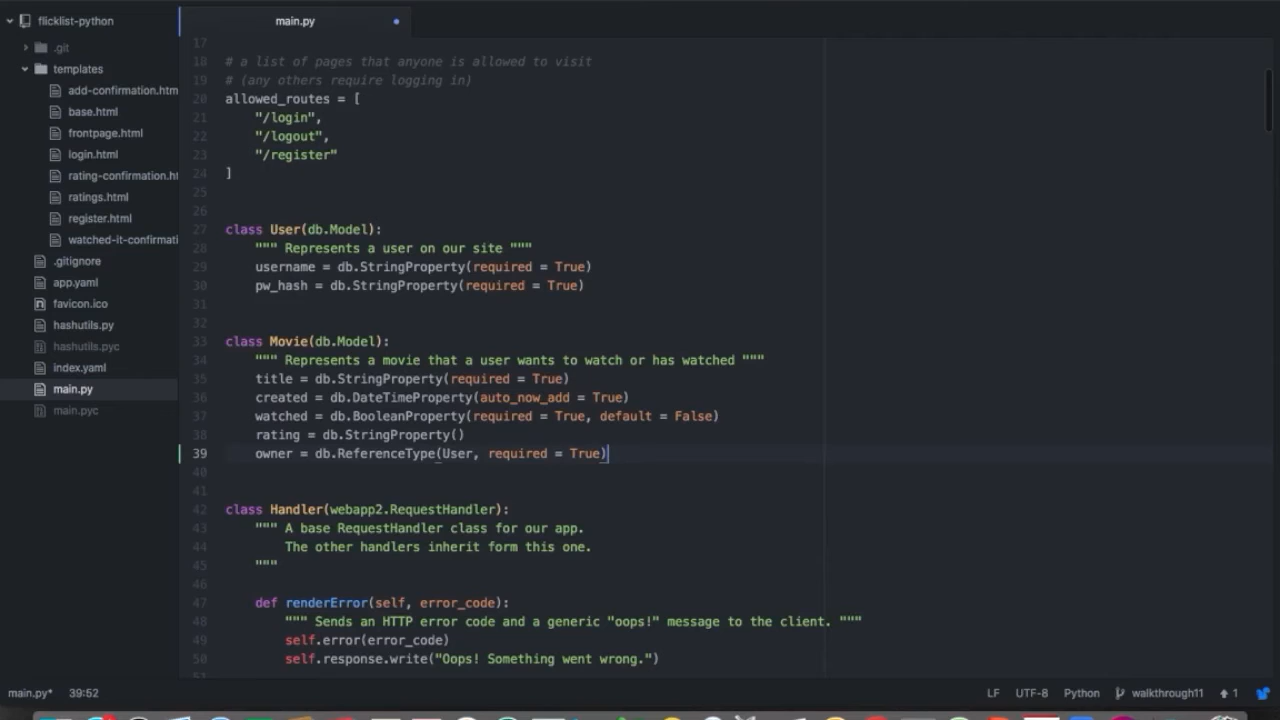 flicklist-python
.git
templates
add-confirmation.htm
base.html
frontpage.html
login.html
rating-confirmation.ht
ratings.html
register.html
watched-it-confirmati
.gitignore
app.yaml
favicon.ico
hashutils.py
hashutils.pyc
index.yaml
main.py
main.pyc
main.py
17
18 # a list of pages that anyone is allowed to visit
19 # (any others require logging in)
20 allowed_routes = [
21 "/login",
22 "/logout",
23 "/register"
24 ]
25
26
27 class User(db.Model):
28 """ Represents a user on our site """
29 username = db.StringProperty(required = True)
30 pw_hash = db.StringProperty(required = True)
31
32
33 class Movie(db.Model):
34 """ Represents a movie that a user wants to watch or has watched """
35 title = db.StringProperty(required = True)
36 created = db.DateTimeProperty(auto_now_add = True)
37 watched = db.BooleanProperty(required = True, default = False)
38 rating = db.StringProperty()
39 owner = db.ReferenceType(User, required = True)
40
41
42 class Handler(webapp2.RequestHandler):
43 """ A base RequestHandler class for our app.
44 The other handlers inherit form this one.
45 """
46
47 def renderError(self, error_code):
48 """ Sends an HTTP error code and a generic "oops!" message to the client. """
49 self.error(error_code)
50 self.response.write("Oops! Something went wrong.")
main.py* 39:52 LF UTF-8 Python walkthrough11 1